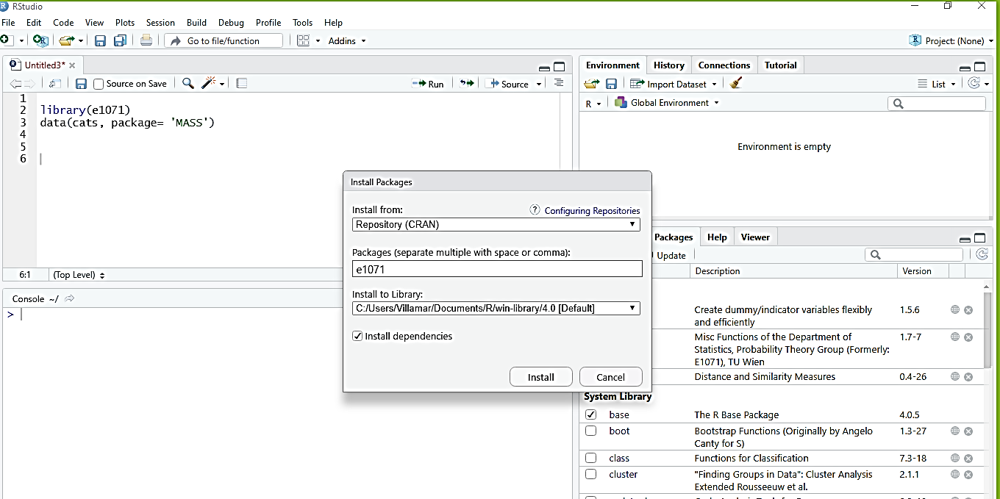 RStudio
File Edit Code View Plots Session Build Debug Profile Tools Help
Go to file/function Addins Project: (None)
Untitled3*
Source on Save Run Source
1
2 library(e1071)
3 data(cats, package= 'MASS')
4
5
6
6:1 (Top Level)
Console ~/
>
Environment History Connections Tutorial
Import Dataset List
R Global Environment
Environment is empty
Install Packages
Install from: ? Configuring Repositories
Repository (CRAN)
Packages (separate multiple with space or comma):
e1071
Install to Library:
C:/Users/Villamar/Documents/R/win-library/4.0 [Default]
Install dependencies
Install Cancel
Packages Help Viewer
Update
Description Version
Create dummy/indicator variables flexibly 1.5.6
and efficiently
Misc Functions of the Department of 1.7-7
Statistics, Probability Theory Group (Formerly:
E1071), TU Wien
Distance and Similarity Measures 0.4-26
System Library
base The R Base Package 4.0.5
boot Bootstrap Functions (Originally by Angelo 1.3-27
Canty for S)
class Functions for Classification 7.3-18
cluster "Finding Groups in Data": Cluster Analysis 2.1.1
Extended Rousseeuw et al.